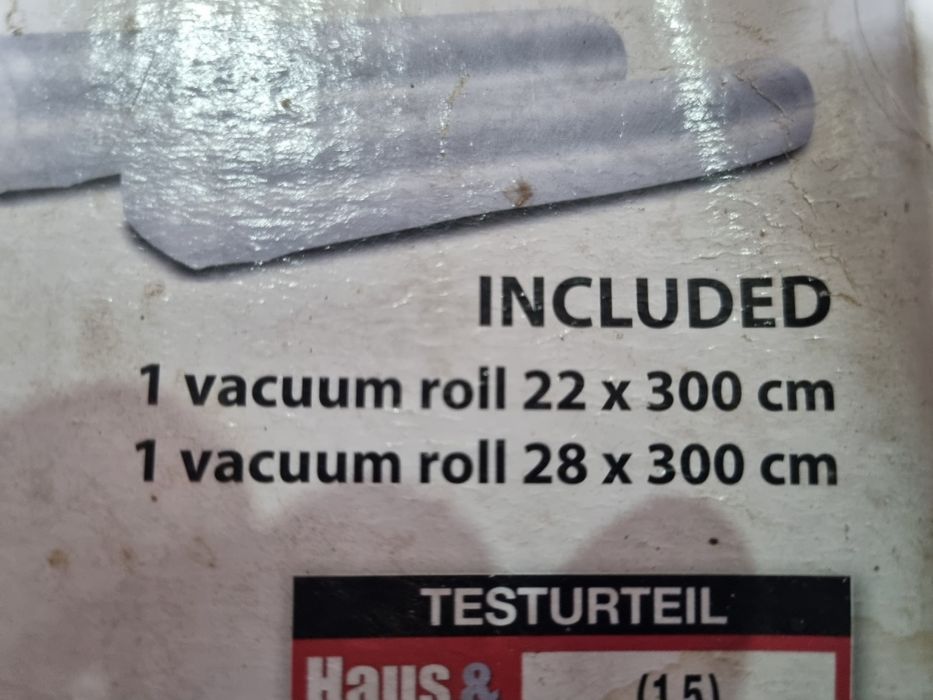 INCLUDED
1 vacuum roll 22 x 300 cm
1 vacuum roll 28 x 300 cm
TESTURTEIL
Haus &
(1,5)